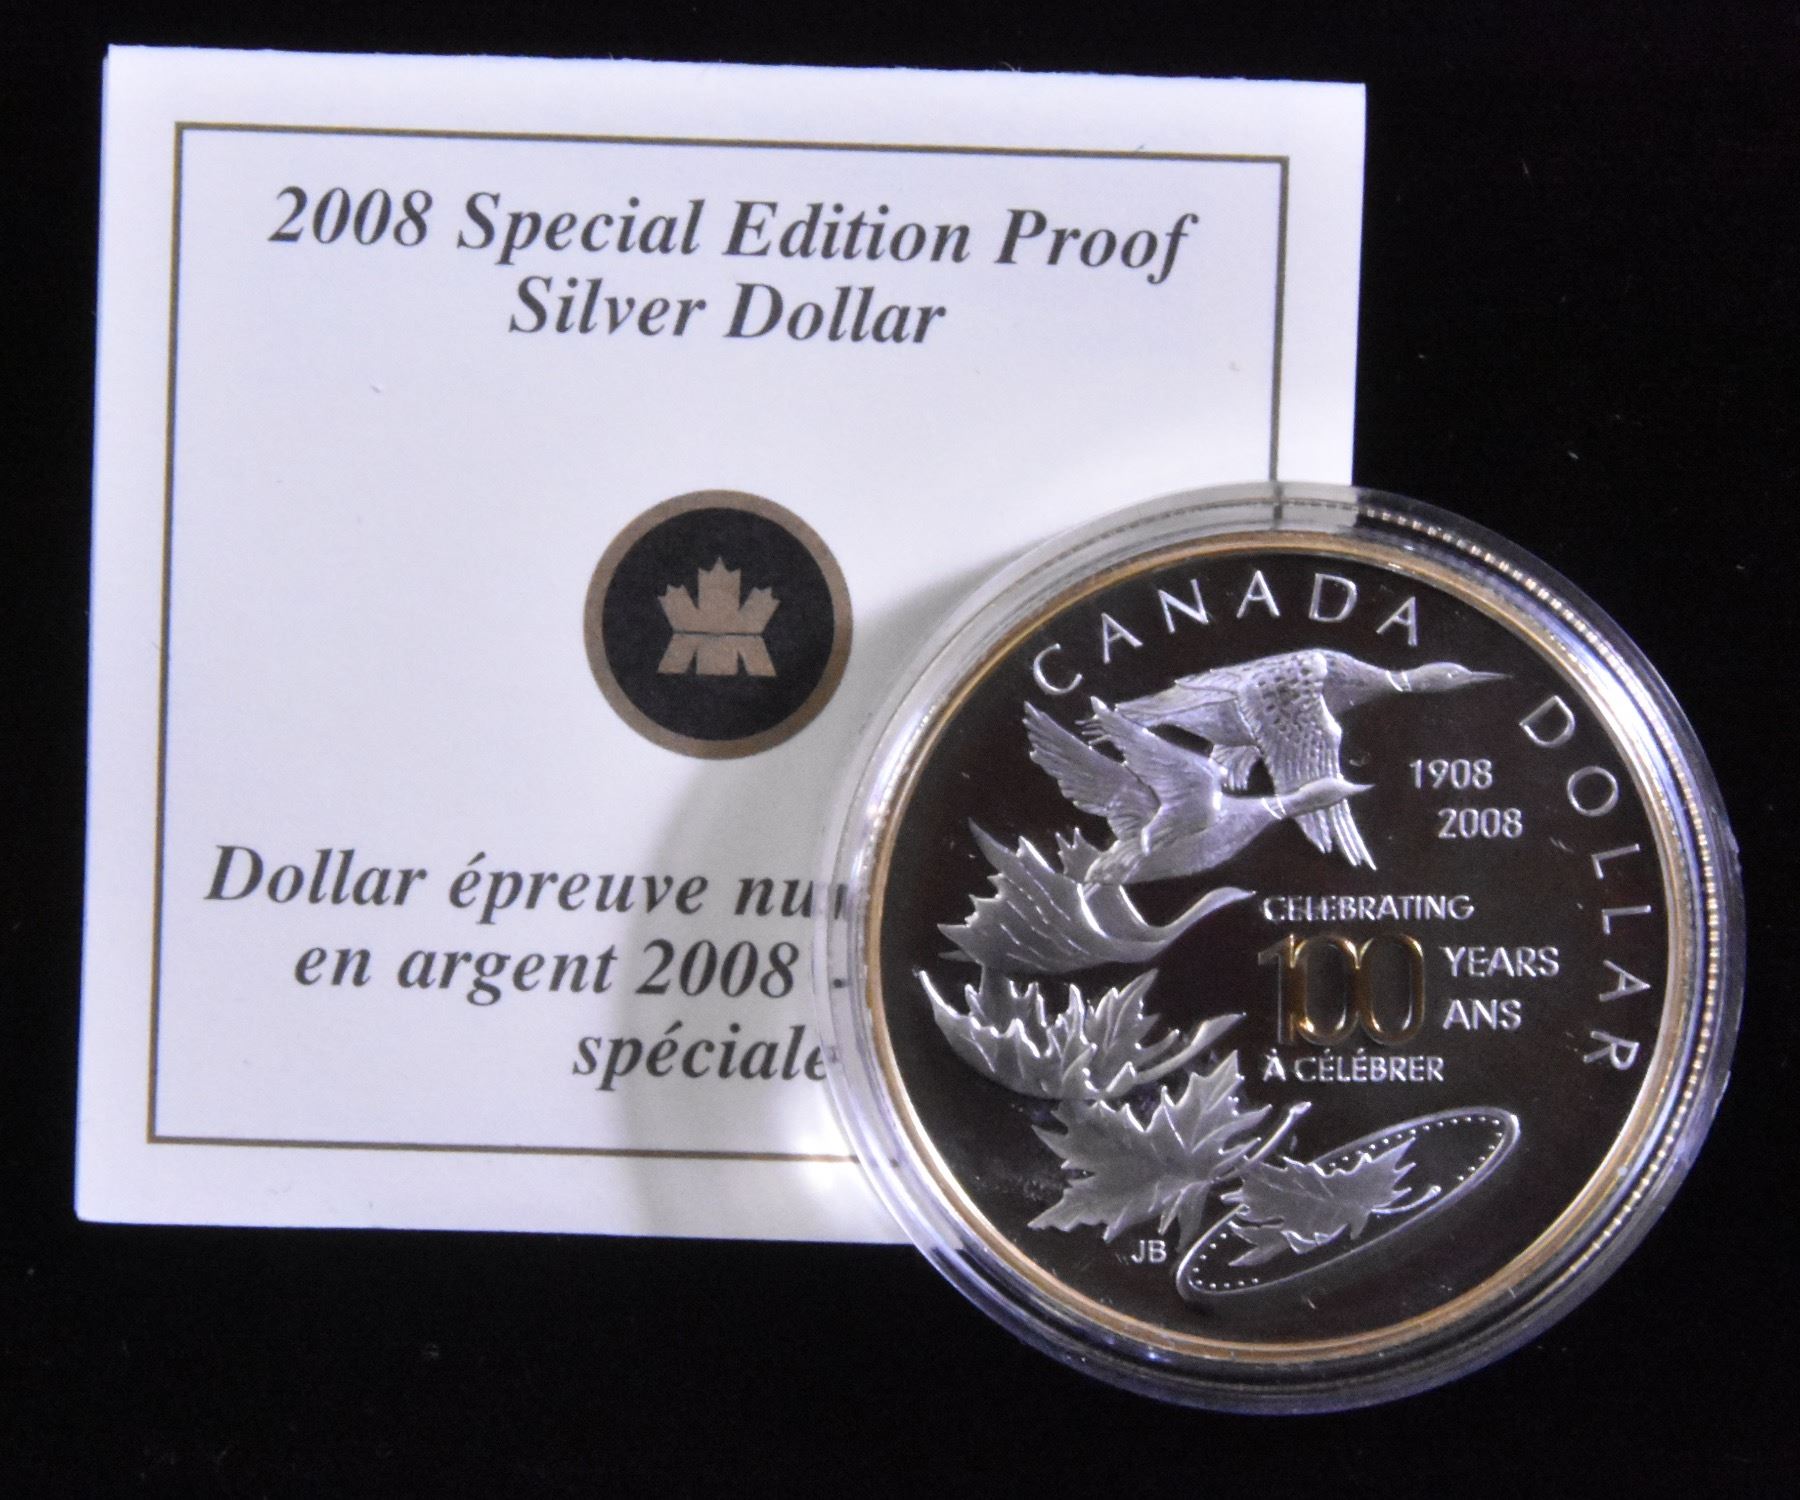 2008 Special Edition Proof
Silver Dollar
Dollar épreuve
en argent 2008
spéciale
CANADA DOLLAR
1908
2008
CELEBRATING
100 YEARS
ANS
À CÉLÉBRER
JB